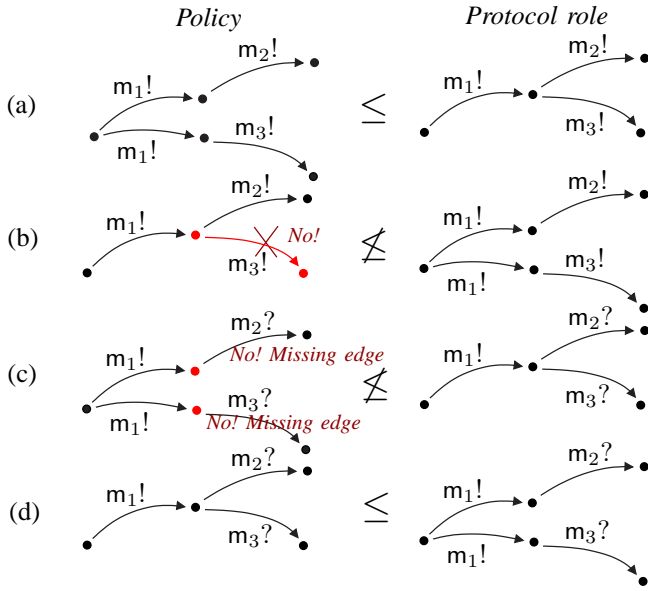 Policy Protocol role
m₂! m₂!
m₁! m₁!
(a) ≤
m₁! m₃! m₃!
m₂! m₂!
m₁! No! m₁!
(b) ≰
m₃! m₁! m₃!
m₂? m₂?
m₁! No! Missing edge m₁!
(c) ≰
m₁! m₃? m₃?
No! Missing edge
m₂? m₂?
m₁! m₁!
(d) ≤
m₃? m₁! m₃?